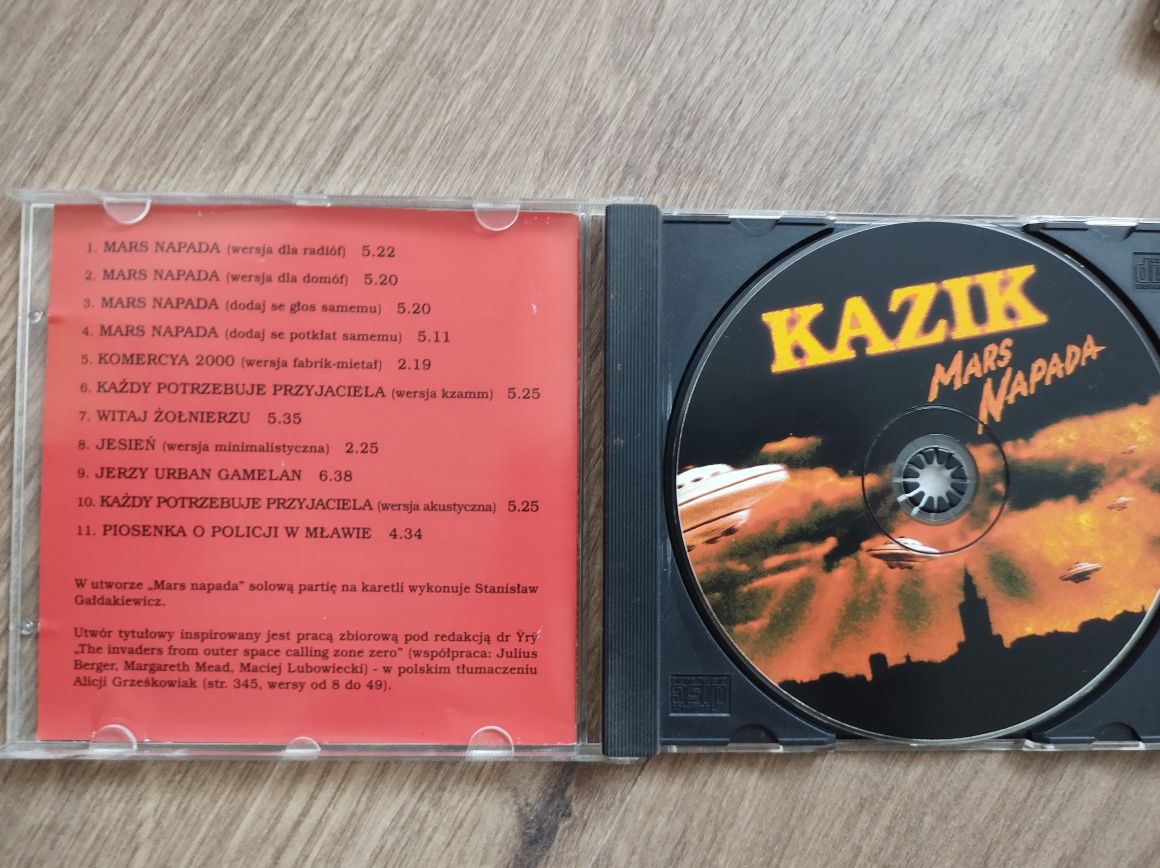 1. MARS NAPADA (wersja dla radióf) 5.22
2. MARS NAPADA (wersja dla domóf) 5.20
3. MARS NAPADA (dodaj se głos samemu) 5.20
4. MARS NAPADA (dodaj se potkłat samemu) 5.11
5. KOMERCYA 2000 (wersja fabrik-mietał) 2.19
6. KAŻDY POTRZEBUJE PRZYJACIELA (wersja kzamm) 5.25
7. WITAJ ŻOŁNIERZU 5.35
8. JESIEŃ (wersja minimalistyczna) 2.25
9. JERZY URBAN GAMELAN 6.38
10. KAŻDY POTRZEBUJE PRZYJACIELA (wersja akustyczna) 5.25
11. PIOSENKA O POLICJI W MŁAWIE 4.34
W utworze „Mars napada" solową partię na karetli wykonuje Stanisław
Gałdakiewicz.
Utwór tytułowy inspirowany jest pracą zbiorową pod redakcją dr Ÿrÿ
„The invaders from outer space calling zone zero" (współpraca: Julius
Berger, Margareth Mead, Maciej Lubowiecki) - w polskim tłumaczeniu
Alicji Grześkowiak (str. 345, wersy od 8 do 49).
KAZIK
MARS
NAPADA